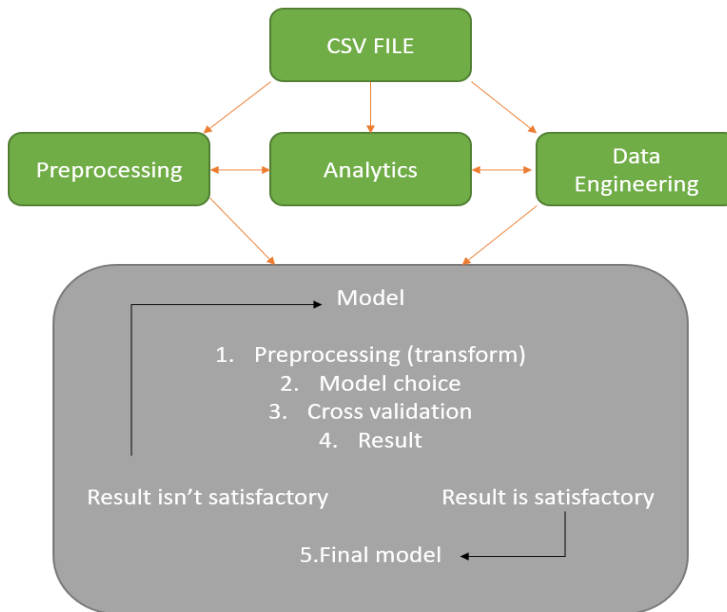 CSV FILE
Preprocessing
Analytics
Data
Engineering
Model
1. Preprocessing (transform)
2. Model choice
3. Cross validation
4. Result
Result isn't satisfactory
Result is satisfactory
5.Final model